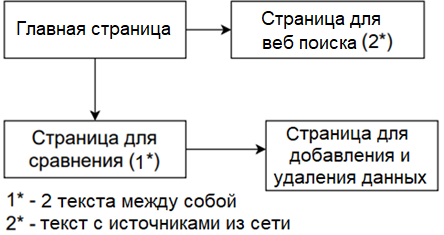 Главная страница
Страница для
веб поиска (2*)
Страница для
сравнения (1*)
Страница для
добавления и
удаления данных
1* - 2 текста между собой
2* - текст с источниками из сети